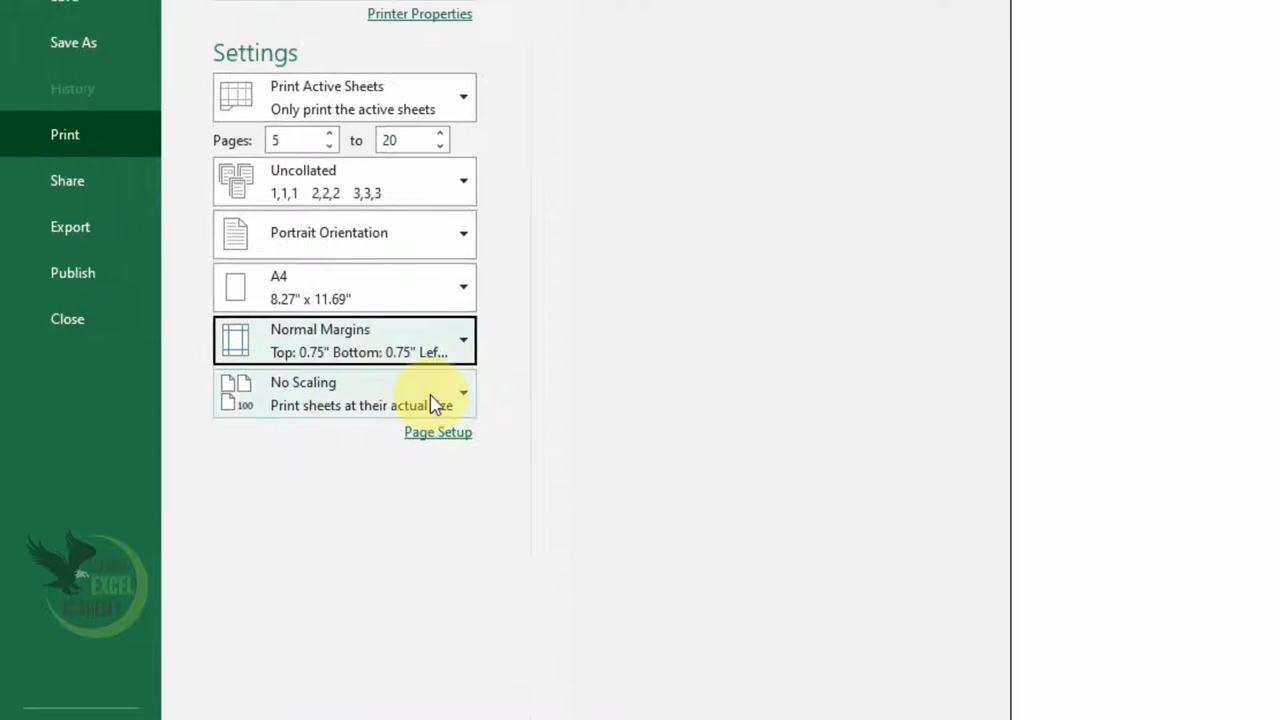 Printer Properties
Save As
Settings
History
Print Active Sheets
Only print the active sheets
Print
Pages: 5 to 20
Uncollated
Share
1,1,1 2,2,2 3,3,3
Export
Portrait Orientation
Publish
A4
8.27" x 11.69"
Close
Normal Margins
Top: 0.75" Bottom: 0.75" Lef...
No Scaling
100
Print sheets at their actual
Page Setup
EXCEL